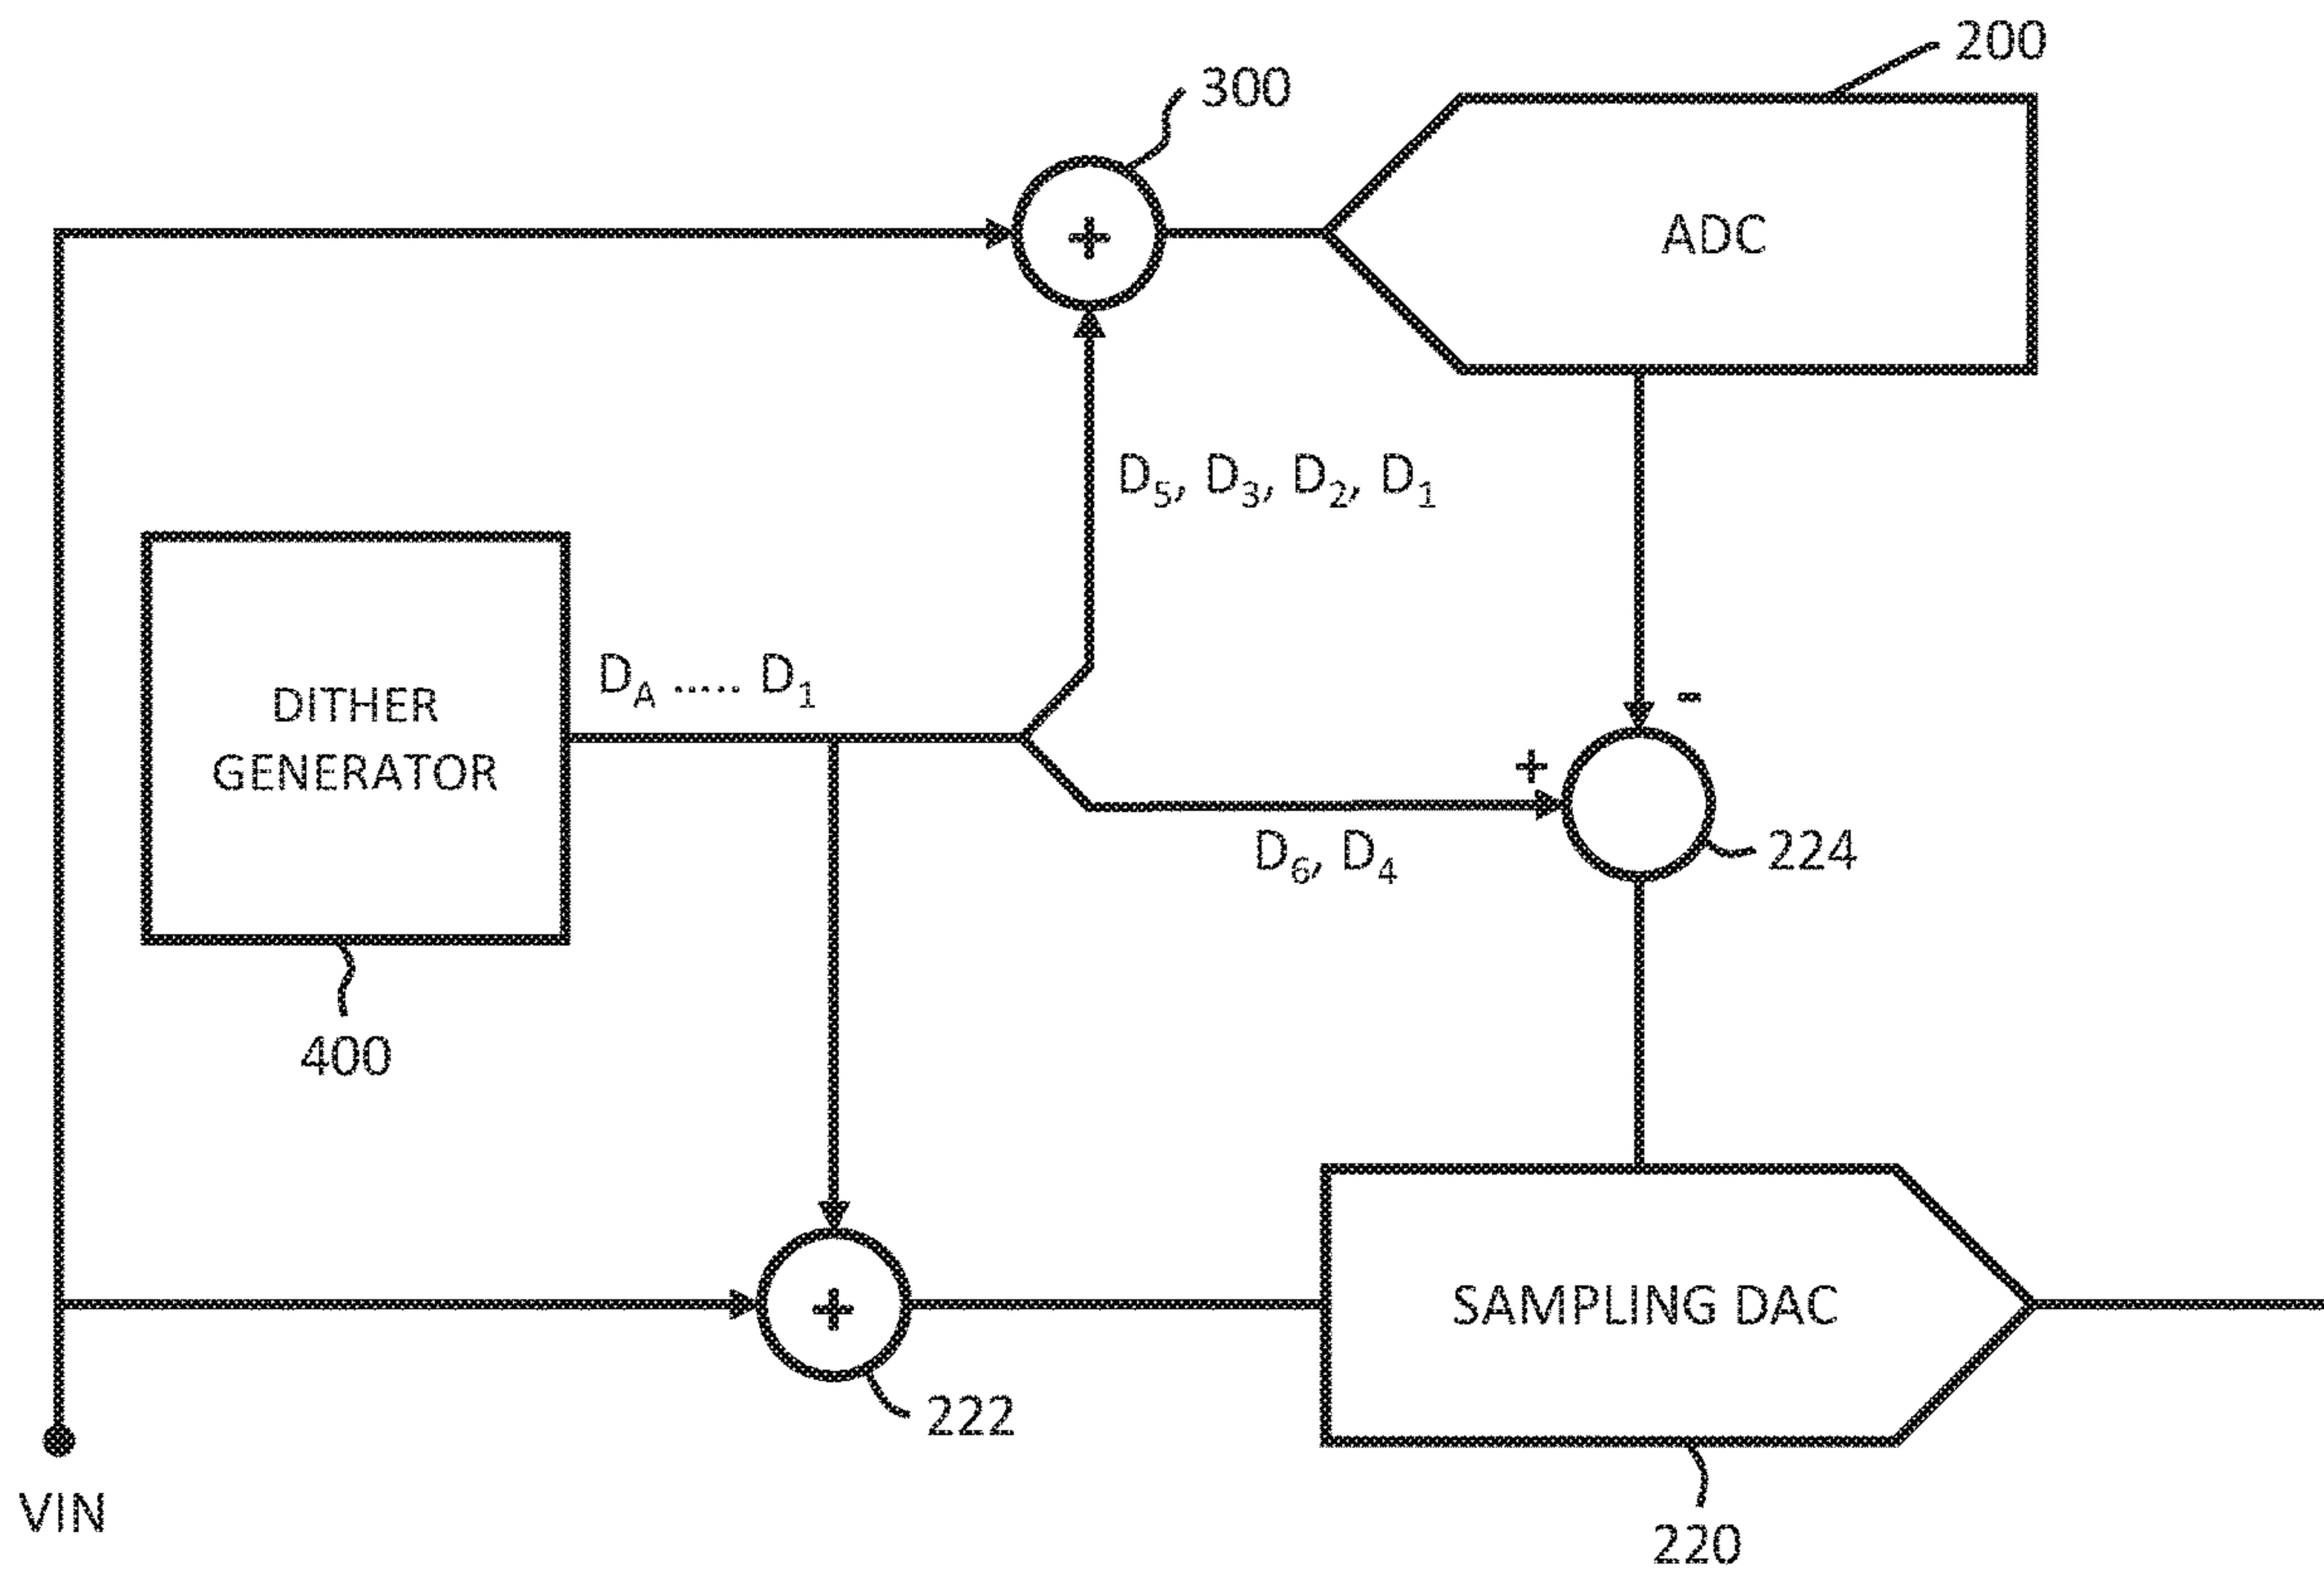 200
300
+
ADC
D5, D3, D2, D1
DA ..... D1
DITHER
GENERATOR
-
+
D6, D4
224
400
+
SAMPLING DAC
222
VIN
220